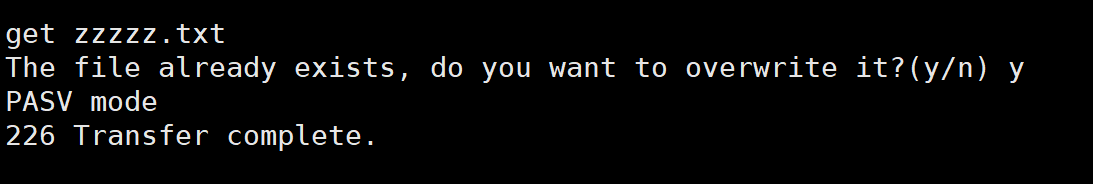 get zzzzz.txt
The file already exists, do you want to overwrite it?(y/n) y
PASV mode
226 Transfer complete.